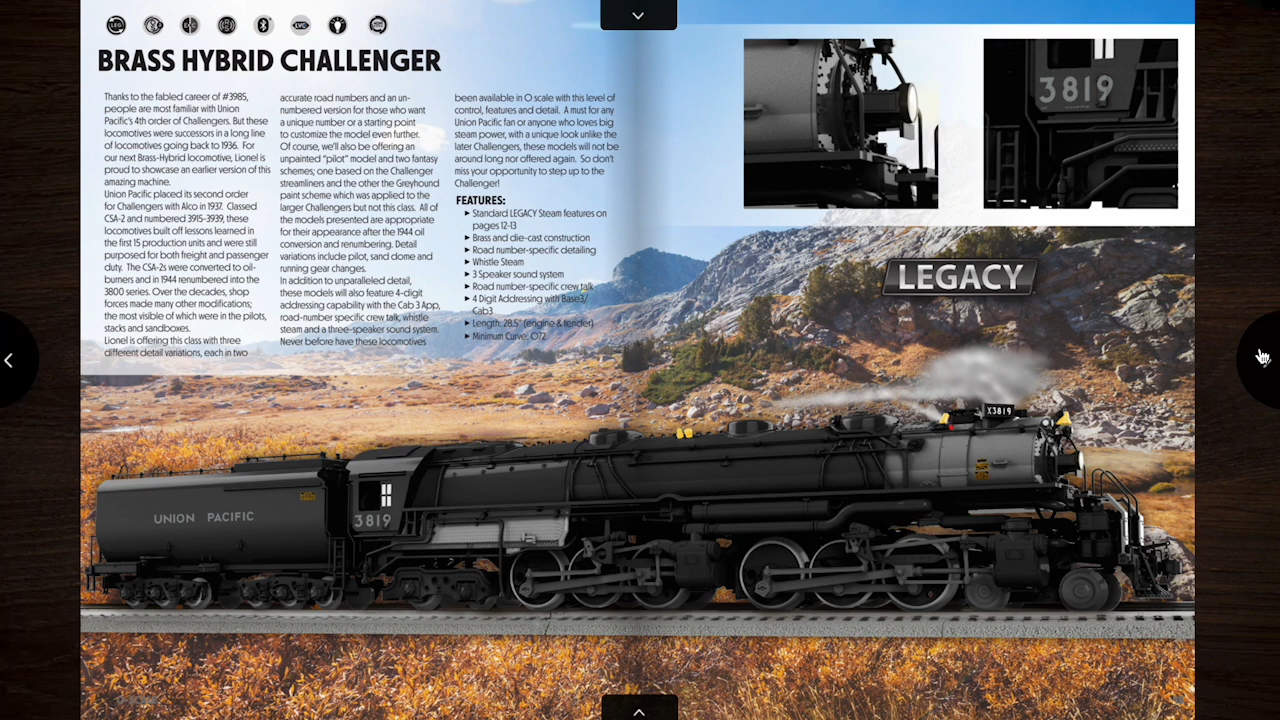 LEG
LVC
BRASS HYBRID CHALLENGER
Thanks to the fabled career of #3985,
people are most familiar with Union
Pacific's 4th order of Challengers. But these
locomotives were successors in a long line
of locomotives going back to 1936. For
our next Brass-Hybrid locomotive, Lionel is
proud to showcase an earlier version of this
amazing machine.
Union Pacific placed its second order
for Challengers with Alco in 1937. Classed
CSA-2 and numbered 3915-3939, these
locomotives built off lessons learned in
the first 15 production units and were still
purposed for both freight and passenger
duty. The CSA-2s were converted to oil-
burners and in 1944 renumbered into the
3800 series. Over the decades, shop
forces made many other modifications;
the most visible of which were in the pilots,
stacks and sandboxes.
Lionel is offering this class with three
different detail variations, each in two
accurate road numbers and an un-
numbered version for those who want
a unique number or a starting point
to customize the model even further.
Of course, we'll also be offering an
unpainted "pilot" model and two fantasy
schemes; one based on the Challenger
streamliners and the other the Greyhound
paint scheme which was applied to the
larger Challengers but not this class. All of
the models presented are appropriate
for their appearance after the 1944 oil
conversion and renumbering. Detail
variations include pilot, sand dome and
running gear changes.
In addition to unparalleled detail,
these models will also feature 4-digit
addressing capability with the Cab 3 App,
road-number specific crew talk, whistle
steam and a three-speaker sound system.
Never before have these locomotives
been available in O scale with this level of
control, features and detail. A must for any
Union Pacific fan or anyone who loves big
steam power, with a unique look unlike the
later Challengers, these models will not be
around long nor offered again. So don't
miss your opportunity to step up to the
Challenger!
FEATURES:
► Standard LEGACY Steam features on
pages 12-13
► Brass and die-cast construction
► Road number-specific detailing
► Whistle Steam
► 3 Speaker sound system
► Road number-specific crew talk
► 4 Digit Addressing with Base3/
Cab3
► Length: 28.5" (engine & tender)
► Minimum Curve: O72
3819
LEGACY
X3819
UNION PACIFIC
3819